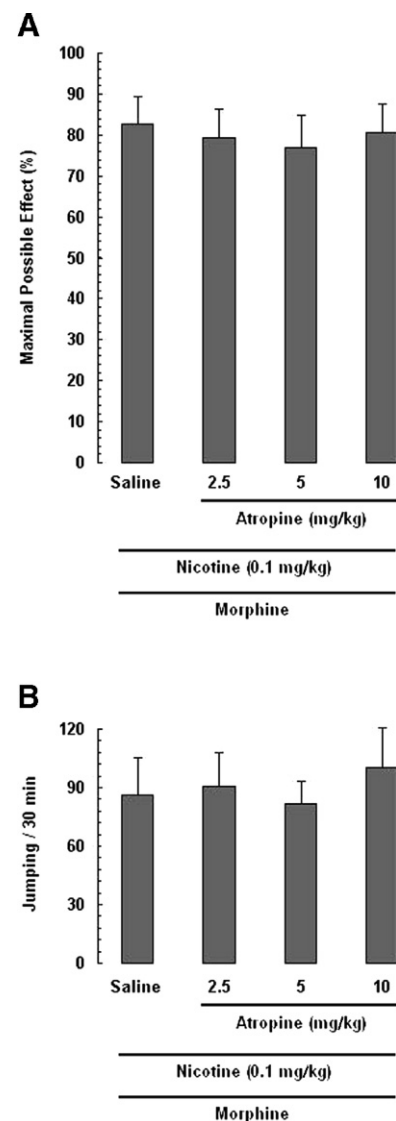 A
Maximal Possible Effect (%)
100
90
80
70
60
50
40
30
20
10
0
Saline 2.5 5 10
Atropine (mg/kg)
Nicotine (0.1 mg/kg)
Morphine
B
Jumping / 30 min
120
90
60
30
0
Saline 2.5 5 10
Atropine (mg/kg)
Nicotine (0.1 mg/kg)
Morphine